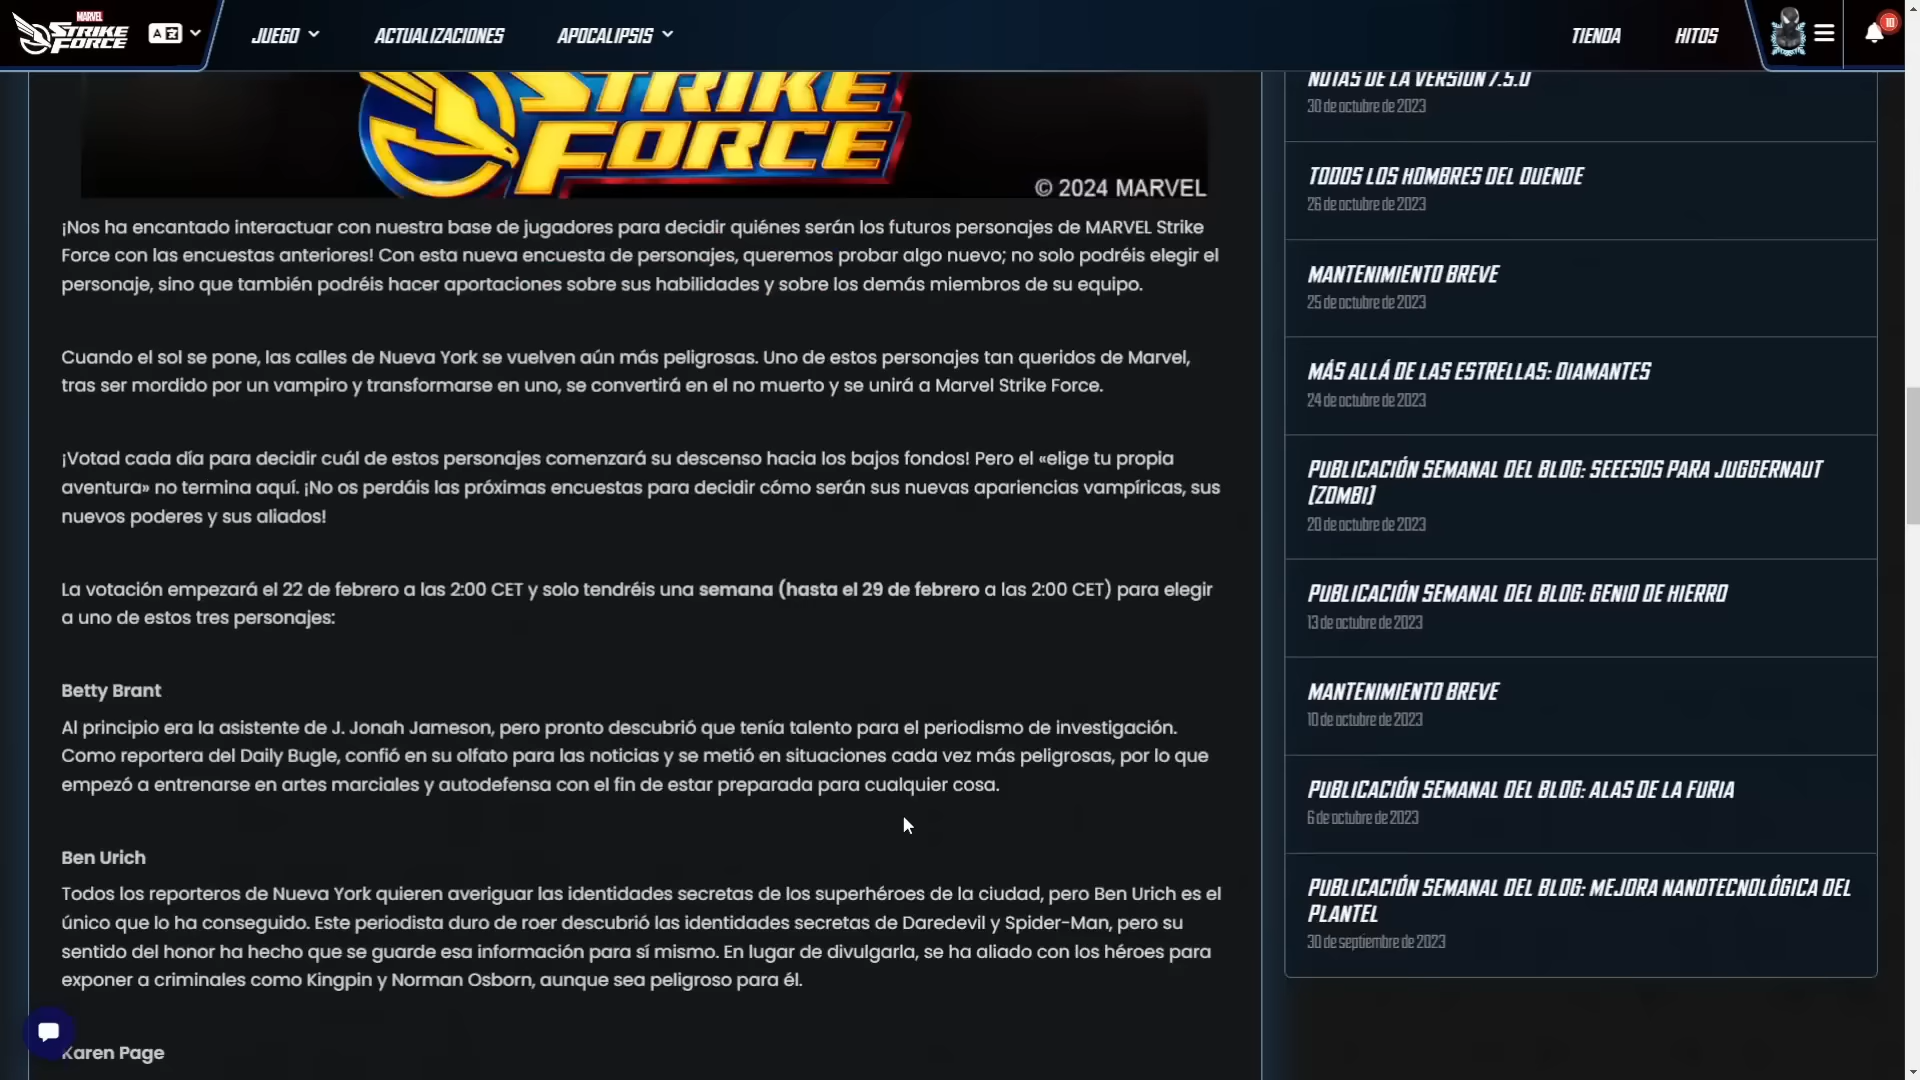 MARVEL
STRIKE
FORCE
JUEGO
ACTUALIZACIONES
APOCALIPSIS
TIENDA
HITOS
10
STRIKE
FORCE
© 2024 MARVEL
¡Nos ha encantado interactuar con nuestra base de jugadores para decidir quiénes serán los futuros personajes de MARVEL Strike
Force con las encuestas anteriores! Con esta nueva encuesta de personajes, queremos probar algo nuevo; no solo podréis elegir el
personaje, sino que también podréis hacer aportaciones sobre sus habilidades y sobre los demás miembros de su equipo.
Cuando el sol se pone, las calles de Nueva York se vuelven aún más peligrosas. Uno de estos personajes tan queridos de Marvel,
tras ser mordido por un vampiro y transformarse en uno, se convertirá en el no muerto y se unirá a Marvel Strike Force.
¡Votad cada día para decidir cuál de estos personajes comenzará su descenso hacia los bajos fondos! Pero el «elige tu propia
aventura» no termina aquí. ¡No os perdáis las próximas encuestas para decidir cómo serán sus nuevas apariencias vampíricas, sus
nuevos poderes y sus aliados!
La votación empezará el 22 de febrero a las 2:00 CET y solo tendréis una semana (hasta el 29 de febrero a las 2:00 CET) para elegir
a uno de estos tres personajes:
Betty Brant
Al principio era la asistente de J. Jonah Jameson, pero pronto descubrió que tenía talento para el periodismo de investigación.
Como reportera del Daily Bugle, confió en su olfato para las noticias y se metió en situaciones cada vez más peligrosas, por lo que
empezó a entrenarse en artes marciales y autodefensa con el fin de estar preparada para cualquier cosa.
Ben Urich
Todos los reporteros de Nueva York quieren averiguar las identidades secretas de los superhéroes de la ciudad, pero Ben Urich es el
único que lo ha conseguido. Este periodista duro de roer descubrió las identidades secretas de Daredevil y Spider-Man, pero su
sentido del honor ha hecho que se guarde esa información para sí mismo. En lugar de divulgarla, se ha aliado con los héroes para
exponer a criminales como Kingpin y Norman Osborn, aunque sea peligroso para él.
Karen Page
NOTAS DE LA VERSIÓN 7.5.0
30 de octubre de 2023
TODOS LOS HOMBRES DEL DUENDE
26 de octubre de 2023
MANTENIMIENTO BREVE
25 de octubre de 2023
MÁS ALLÁ DE LAS ESTRELLAS: DIAMANTES
24 de octubre de 2023
PUBLICACIÓN SEMANAL DEL BLOG: SEEESOS PARA JUGGERNAUT
(ZOMBI)
20 de octubre de 2023
PUBLICACIÓN SEMANAL DEL BLOG: GENIO DE HIERRO
13 de octubre de 2023
MANTENIMIENTO BREVE
10 de octubre de 2023
PUBLICACIÓN SEMANAL DEL BLOG: ALAS DE LA FURIA
6 de octubre de 2023
PUBLICACIÓN SEMANAL DEL BLOG: MEJORA NANOTECNOLÓGICA DEL
PLANTEL
30 de septiembre de 2023